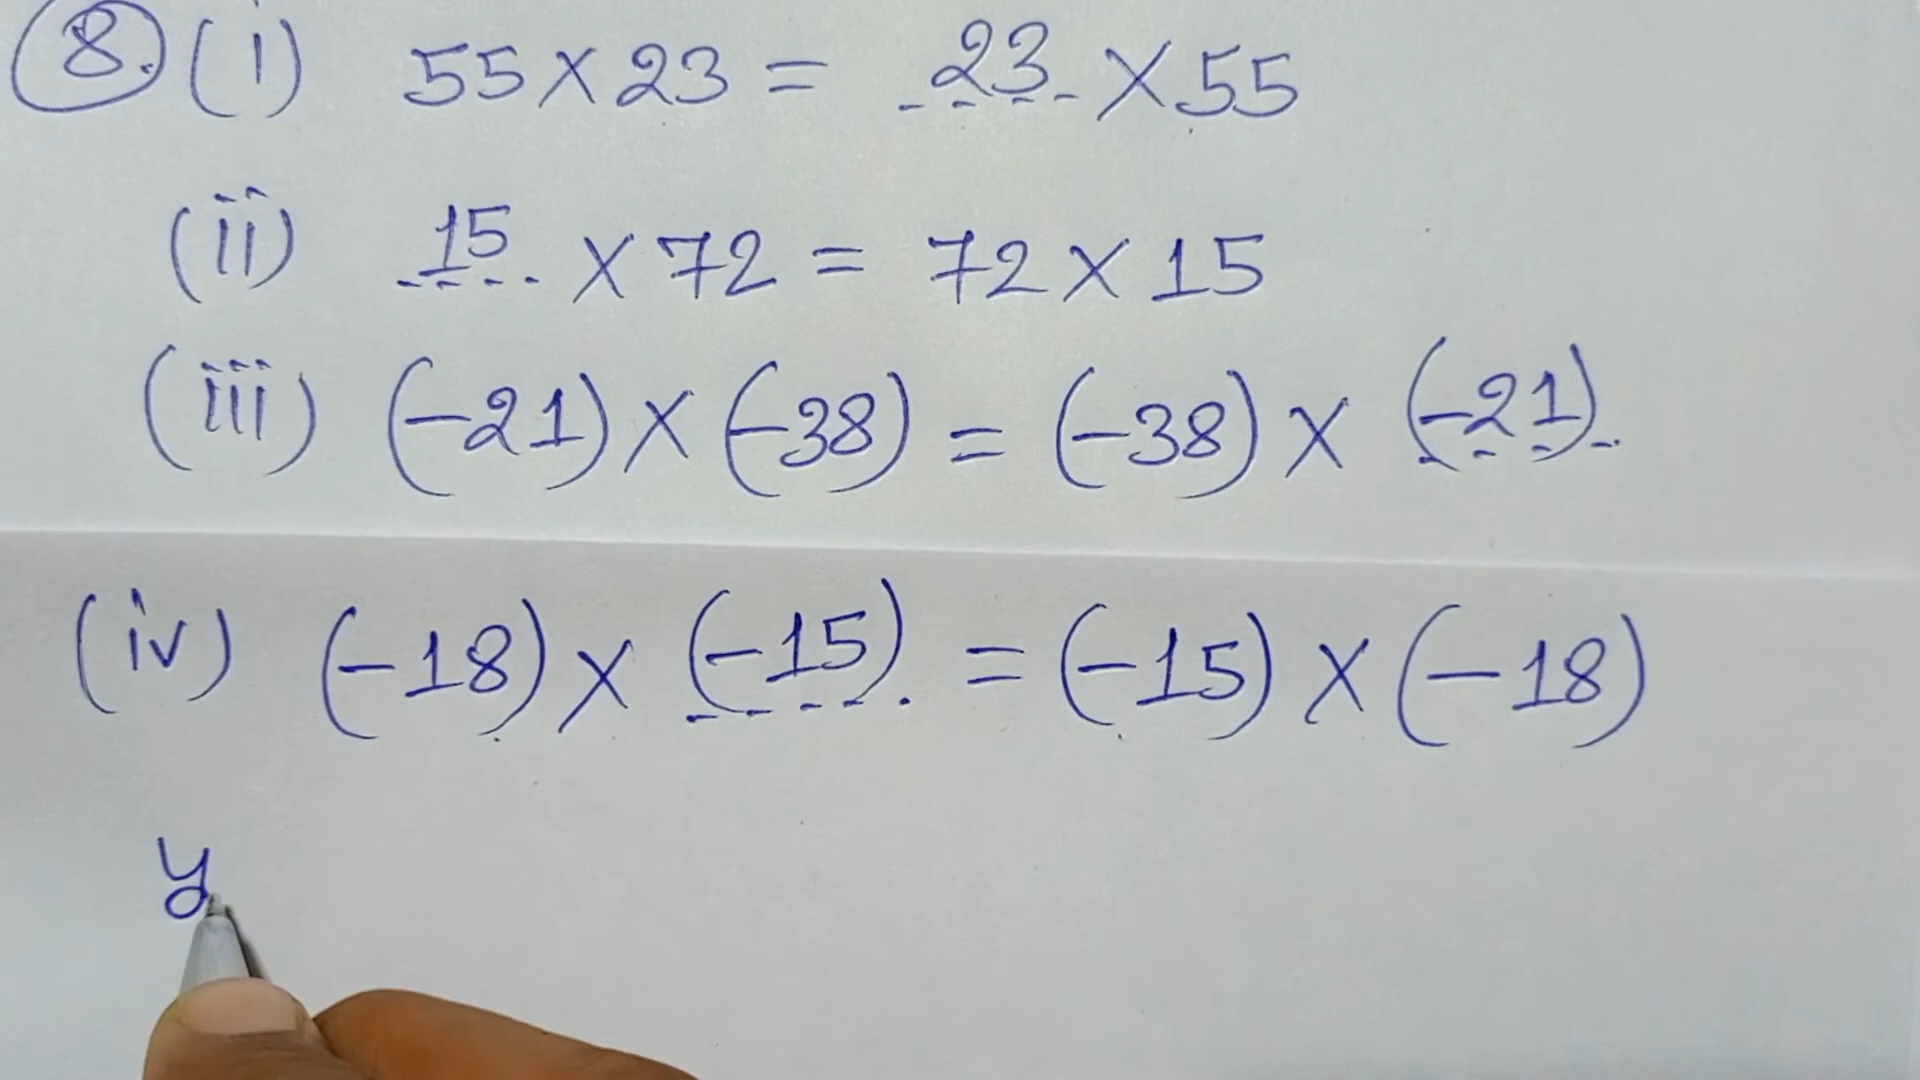 8. (i) 55 × 23 = 23 × 55
(ii) 15 × 72 = 72 × 15
(iii) (-21) × (-38) = (-38) × (-21)
(iv) (-18) × (-15) = (-15) × (-18)